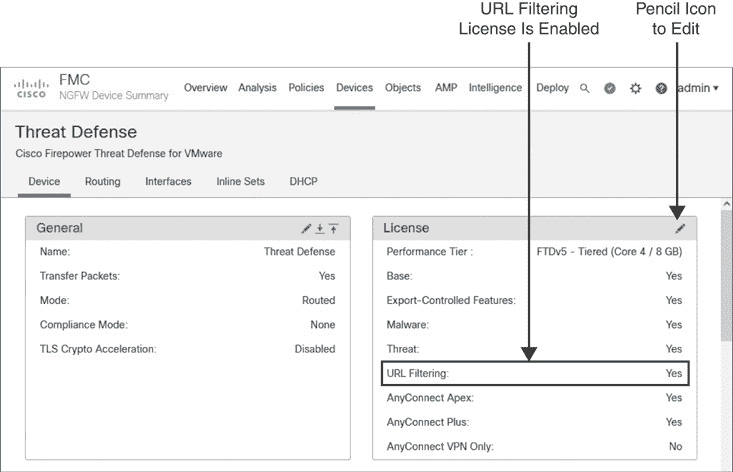 URL Filtering
License Is Enabled
Pencil Icon
to Edit
CISCO
FMC
NGFW Device Summary
Overview Analysis Policies Devices Objects AMP Intelligence Deploy admin
Threat Defense
Cisco Firepower Threat Defense for VMware
Device Routing Interfaces Inline Sets DHCP
General
Name: Threat Defense
Transfer Packets: Yes
Mode: Routed
Compliance Mode: None
TLS Crypto Acceleration: Disabled
License
Performance Tier : FTDv5 - Tiered (Core 4 / 8 GB)
Base: Yes
Export-Controlled Features: Yes
Malware: Yes
Threat: Yes
URL Filtering: Yes
AnyConnect Apex: Yes
AnyConnect Plus: Yes
AnyConnect VPN Only: No